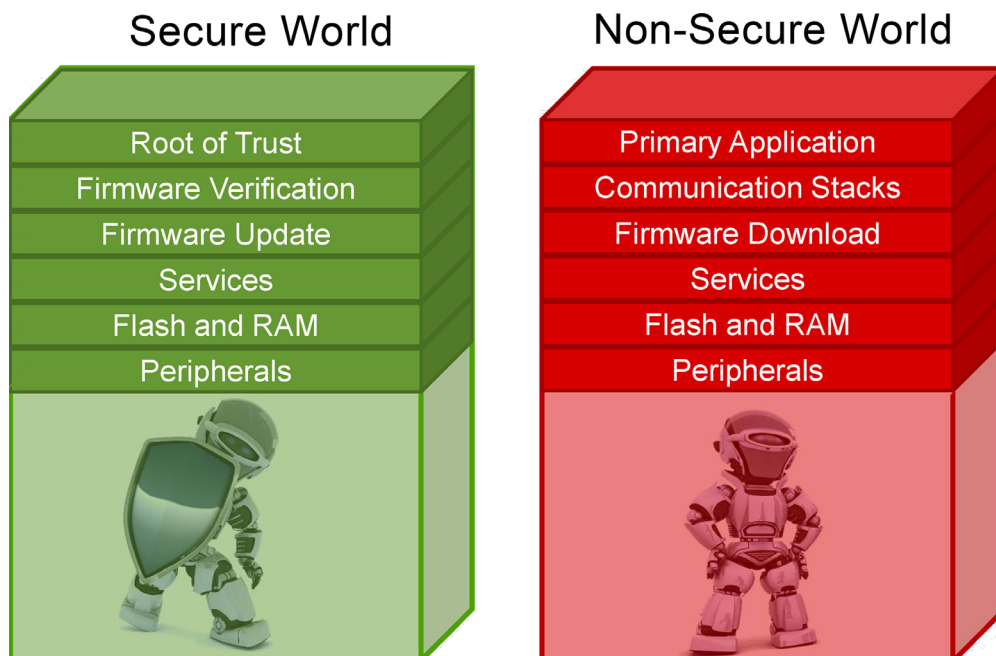 Secure World
Root of Trust
Firmware Verification
Firmware Update
Services
Flash and RAM
Peripherals
Non-Secure World
Primary Application
Communication Stacks
Firmware Download
Services
Flash and RAM
Peripherals